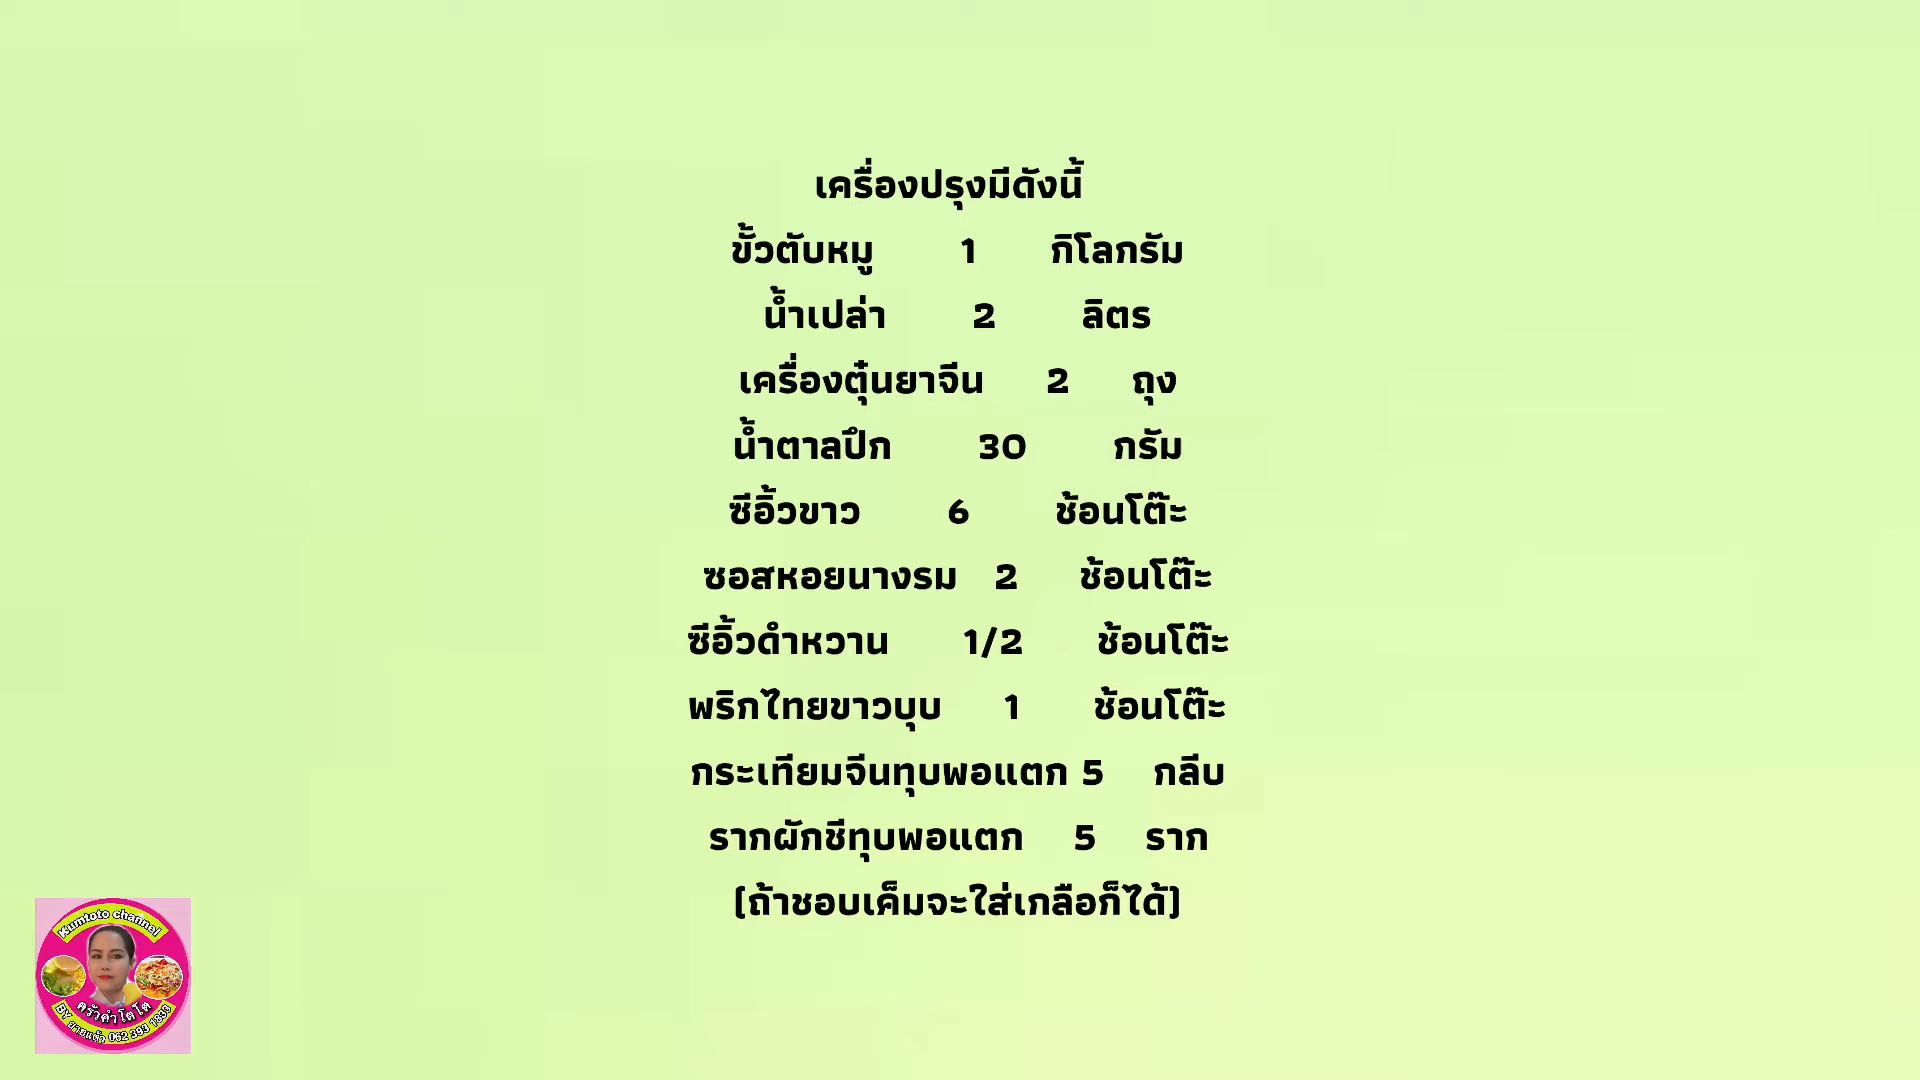 เครื่องปรุงมีดังนี้
ขั้วตับหมู 1 กิโลกรัม
น้ำเปล่า 2 ลิตร
เครื่องตุ๋นยาจีน 2 ถุง
น้ำตาลปึก 30 กรัม
ซีอิ้วขาว 6 ช้อนโต๊ะ
ซอสหอยนางรม 2 ช้อนโต๊ะ
ซีอิ้วดำหวาน 1/2 ช้อนโต๊ะ
พริกไทยขาวบุบ 1 ช้อนโต๊ะ
กระเทียมจีนทุบพอแตก 5 กลีบ
รากผักชีทุบพอแตก 5 ราก
(ถ้าชอบเค็มจะใส่เกลือก็ได้)
Kumtoto channel
ครัวคำโตโต
BY 062 393 1833